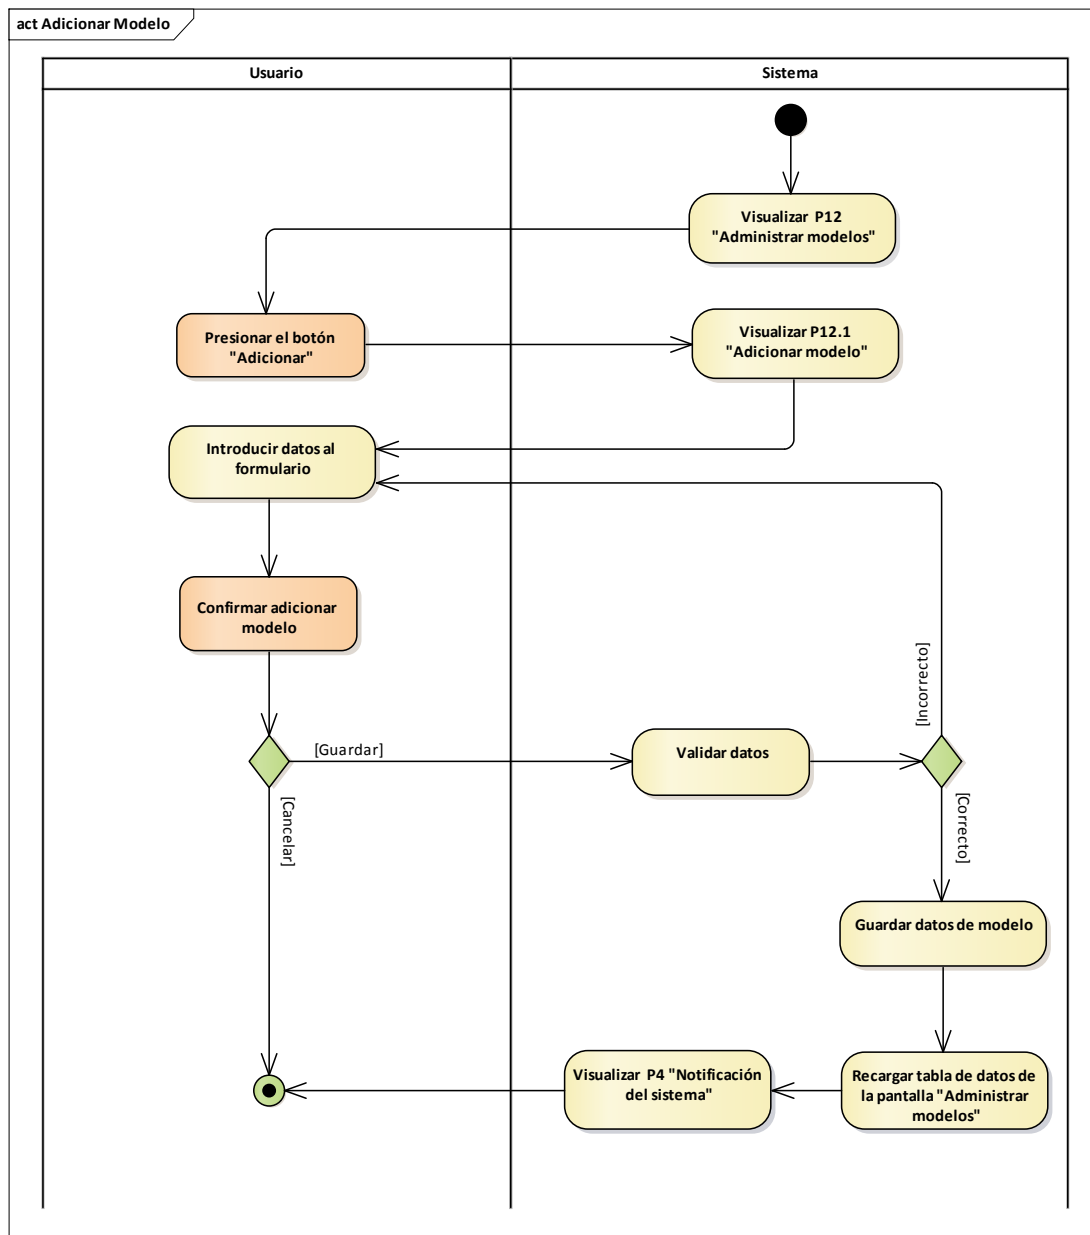 act Adicionar Modelo
Usuario
Sistema
Visualizar P12
"Administrar modelos"
Presionar el botón
"Adicionar"
Visualizar P12.1
"Adicionar modelo"
Introducir datos al
formulario
Confirmar adicionar
modelo
[Incorrecto]
[Guardar]
Validar datos
[Cancelar]
[Correcto]
Guardar datos de modelo
Visualizar P4 "Notificación
del sistema"
Recargar tabla de datos de
la pantalla "Administrar
modelos"